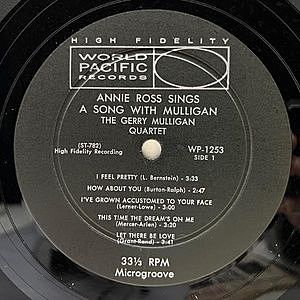 HIGH FIDELITY
WORLD
PACIFIC
RECORDS
ANNIE ROSS SINGS
A SONG WITH MULLIGAN
THE GERRY MULLIGAN
QUARTET
(ST-782)
High Fidelity Recording
WP-1253
SIDE 1
I FEEL PRETTY (L. Bernstein) - 3:33
HOW ABOUT YOU (Burton-Ralph) - 2:47
I'VE GROWN ACCUSTOMED TO YOUR FACE
(Lerner-Lowe) - 3:00
THIS TIME THE DREAM'S ON ME
(Mercer-Arlen) - 3:20
LET THERE BE LOVE
(Grant-Rand) - 3:41
33⅓ RPM
Microgroove